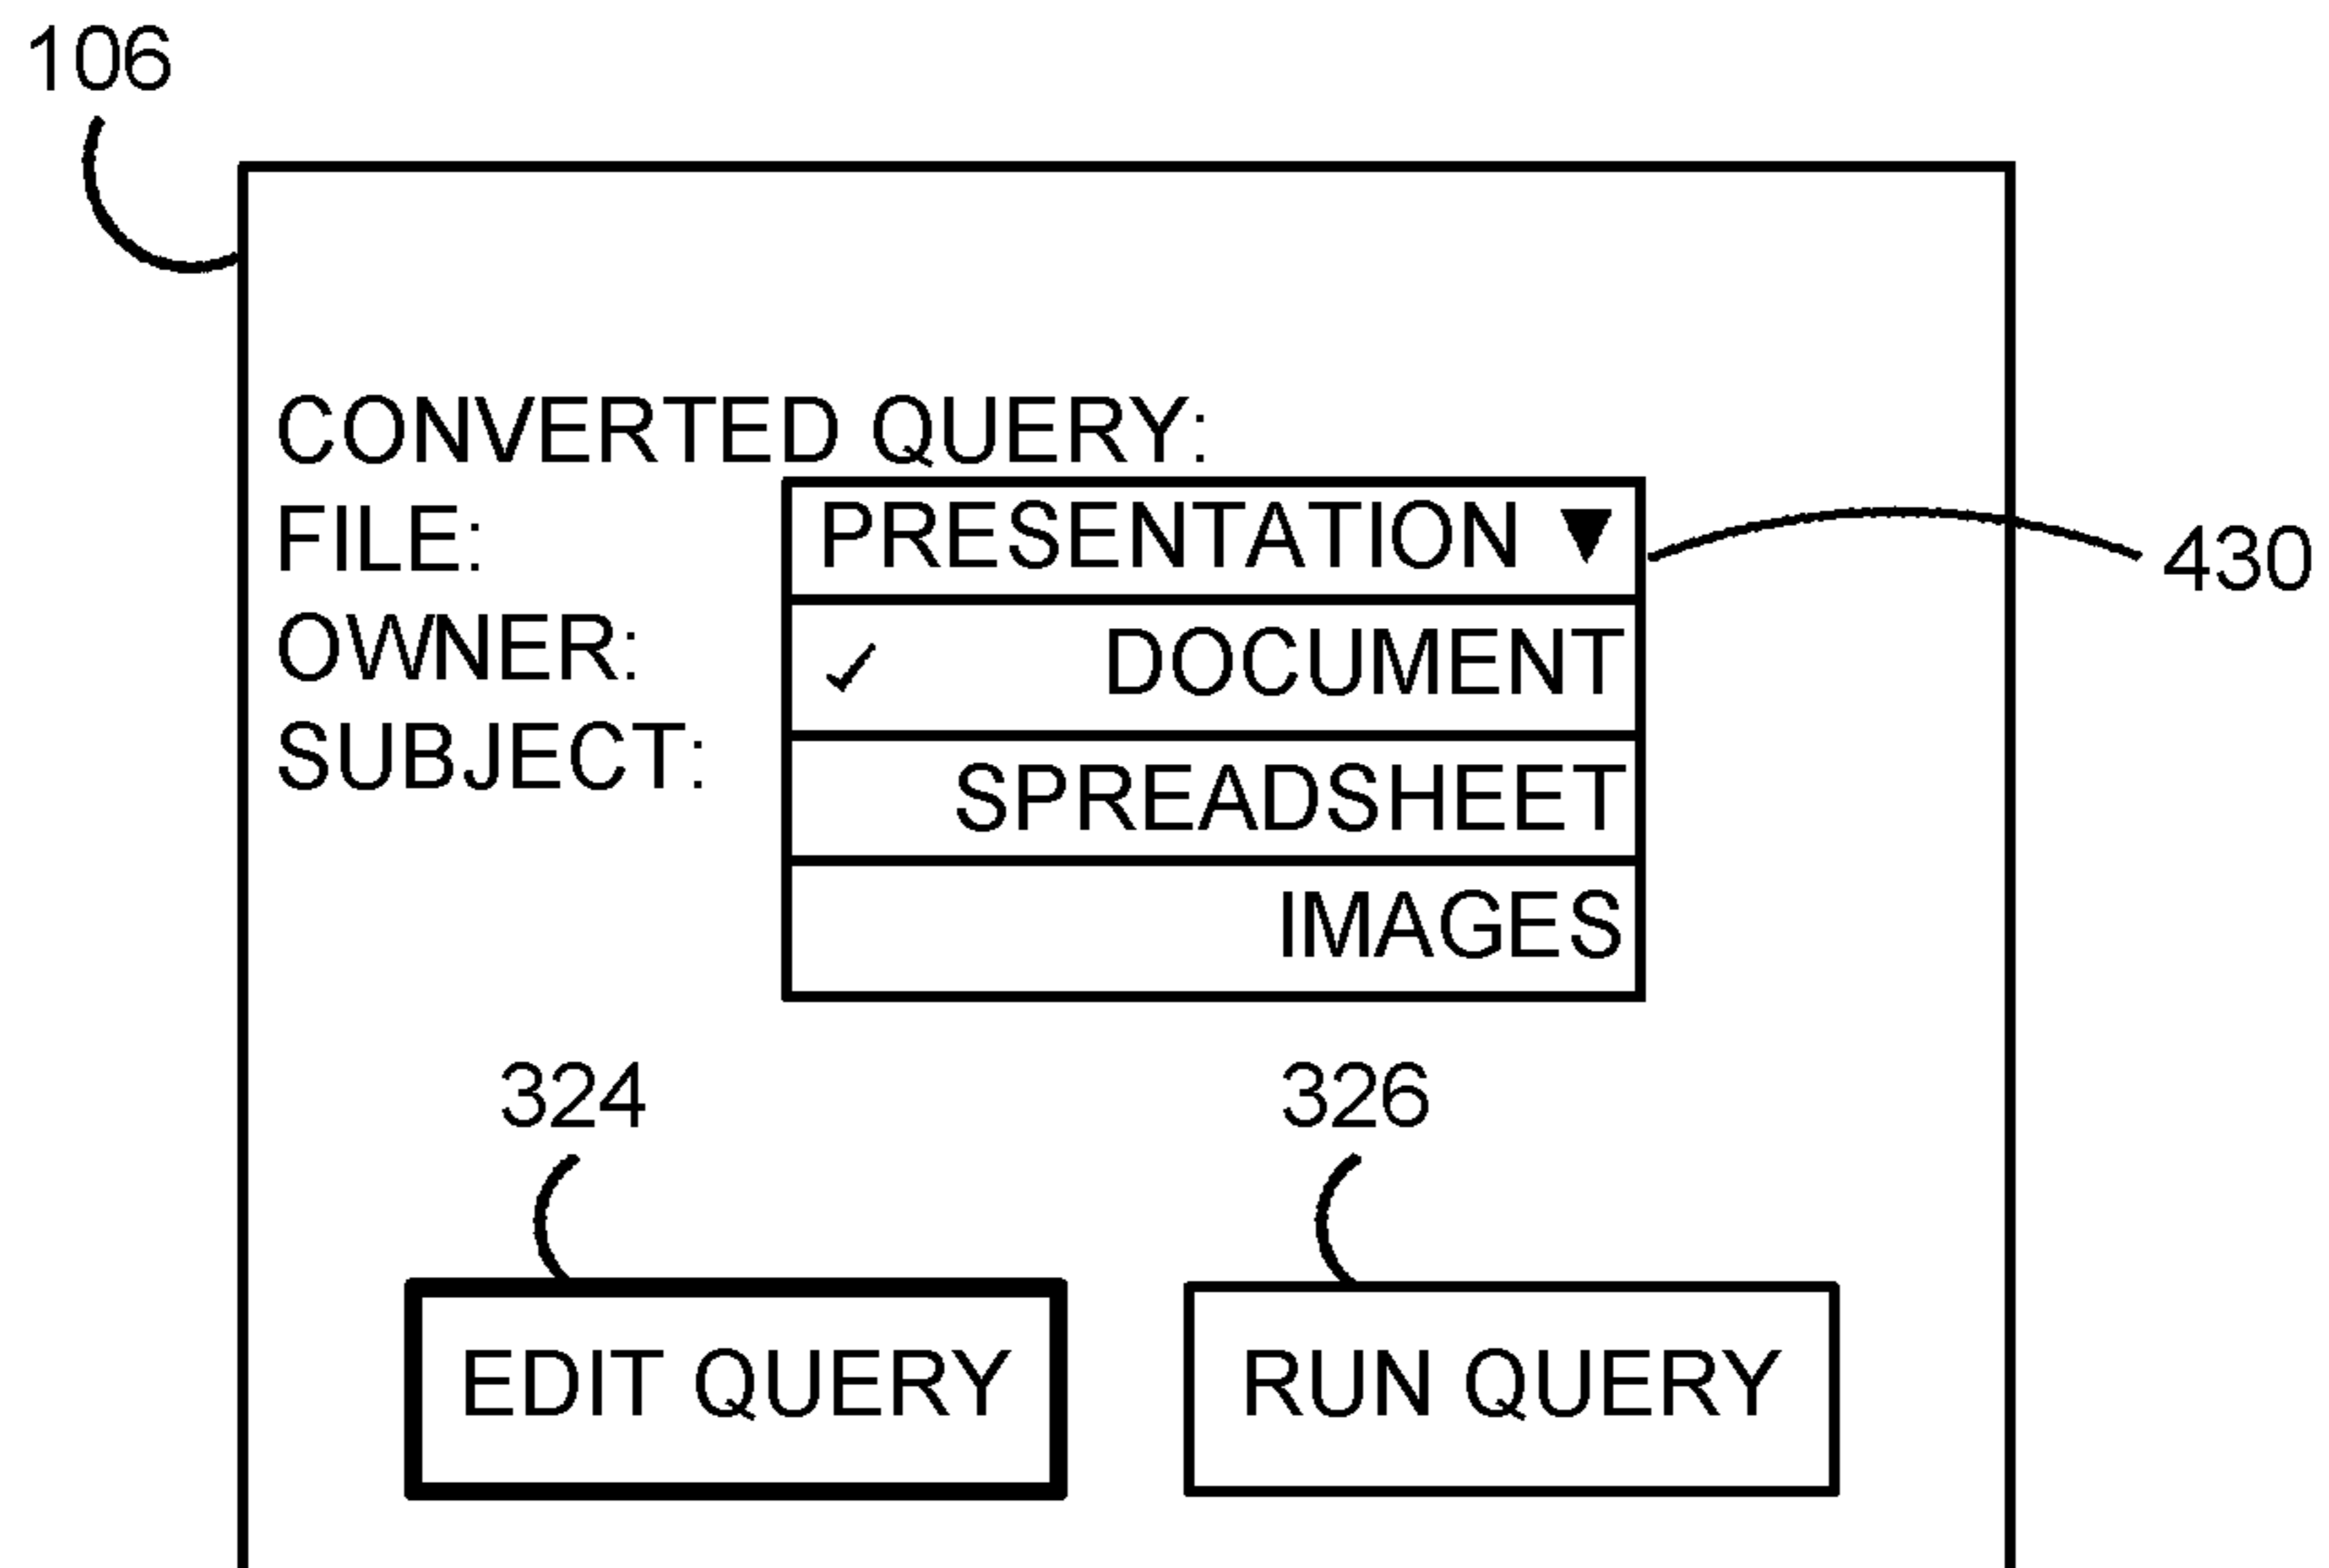 106
CONVERTED QUERY:
FILE: PRESENTATION ▼ 430
OWNER: ✓ DOCUMENT
SUBJECT: SPREADSHEET
IMAGES
324 326
EDIT QUERY RUN QUERY